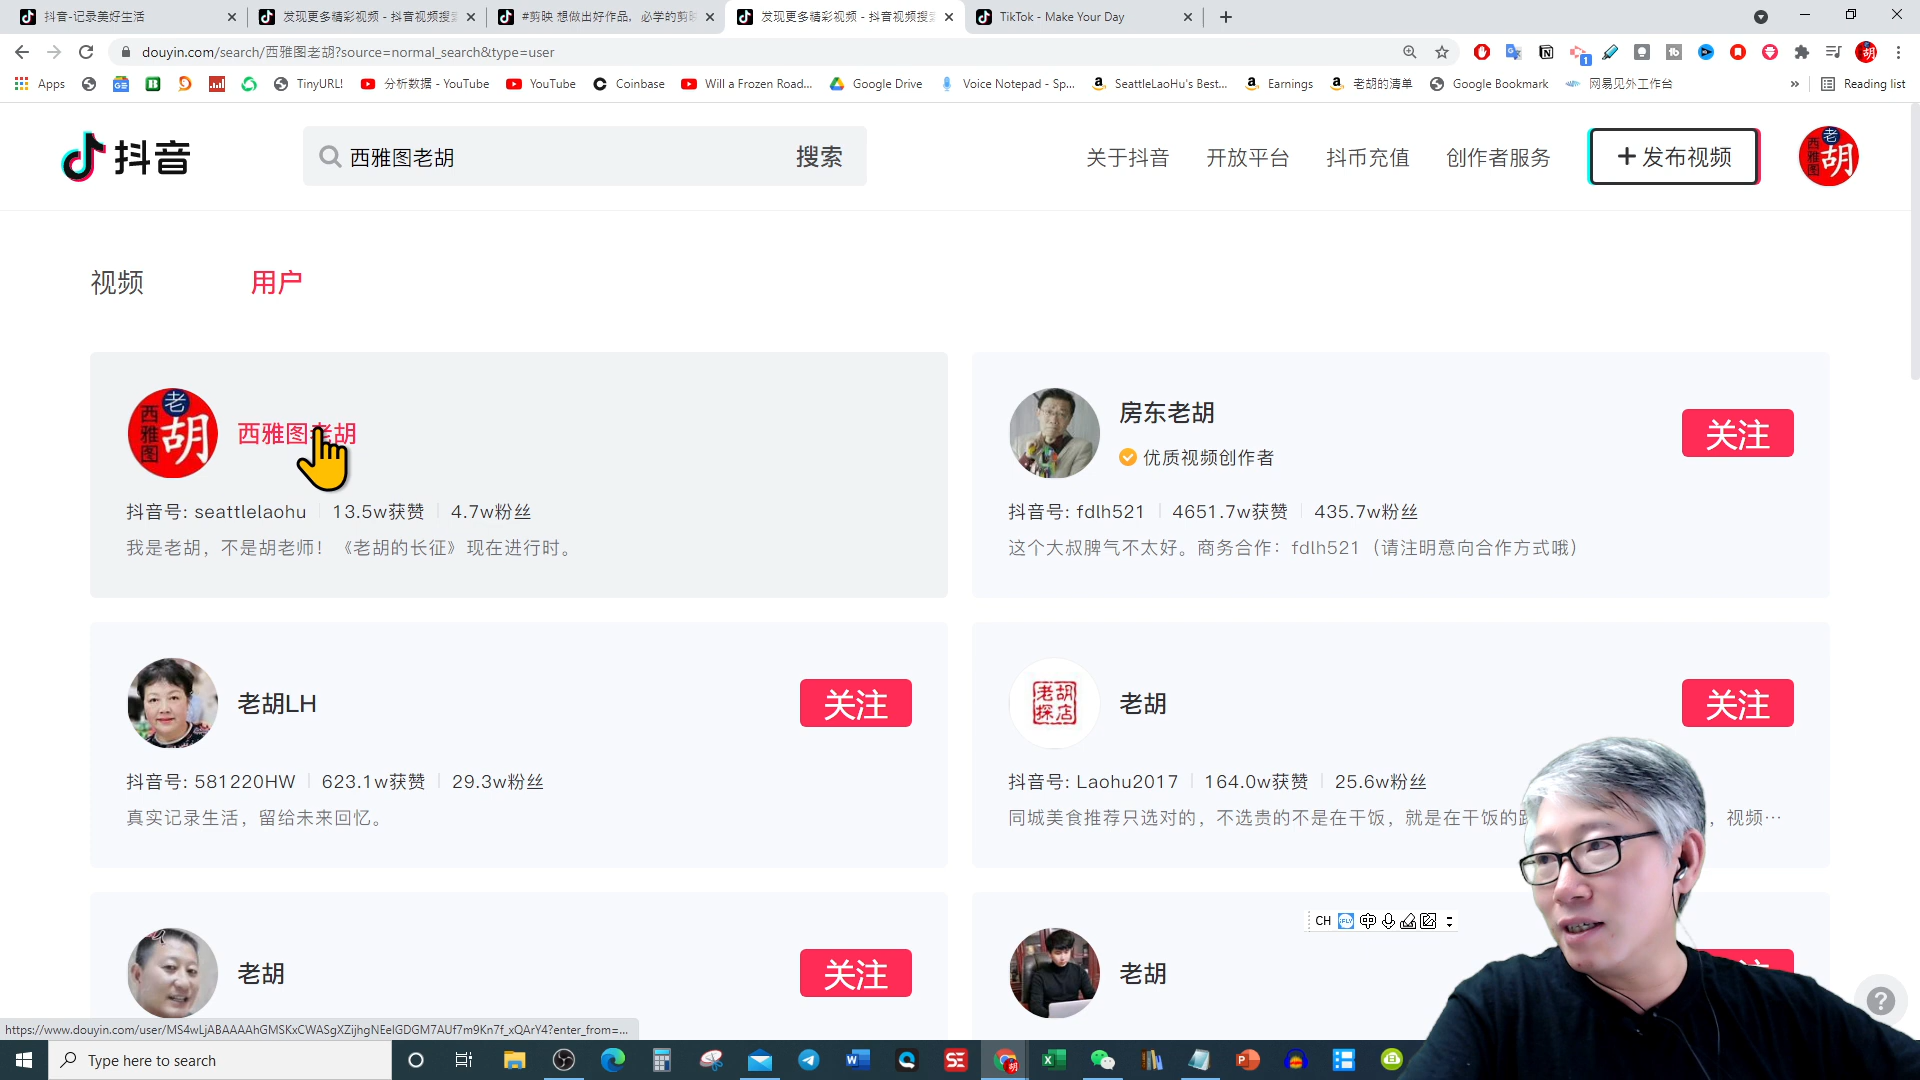 抖音-记录美好生活
发现更多精彩视频 - 抖音视频搜索
#剪映 想做出好作品，必学的剪映
发现更多精彩视频 - 抖音视频搜索
TikTok - Make Your Day
douyin.com/search/西雅图老胡?source=normal_search&type=user
Apps
TinyURL!
分析数据 - YouTube
YouTube
Coinbase
Will a Frozen Road...
Google Drive
Voice Notepad - Sp...
SeattleLaoHu's Best...
Earnings
老胡的清单
Google Bookmark
网易见外工作台
»
Reading list
抖音
西雅图老胡
搜索
关于抖音
开放平台
抖币充值
创作者服务
+ 发布视频
老胡
西雅图
视频
用户
老胡
西雅图
西雅图老胡
抖音号: seattlelaohu
13.5w获赞
4.7w粉丝
我是老胡，不是胡老师！《老胡的长征》现在进行时。
房东老胡
优质视频创作者
关注
抖音号: fdlh521
4651.7w获赞
435.7w粉丝
这个大叔脾气不太好。商务合作：fdlh521（请注明意向合作方式哦）
老胡LH
关注
抖音号: 581220HW
623.1w获赞
29.3w粉丝
真实记录生活，留给未来回忆。
老胡
探店
老胡
关注
抖音号: Laohu2017
164.0w获赞
25.6w粉丝
同城美食推荐只选对的，不选贵的不是在干饭，就是在干饭的
，视频…
老胡
关注
老胡
CH
中
https://www.douyin.com/user/MS4wLjABAAAAhGMSKxCWASgXZijhgNEelGDGM7AUf7m9Kn7f_xQArY4?enter_from=...
Type here to search